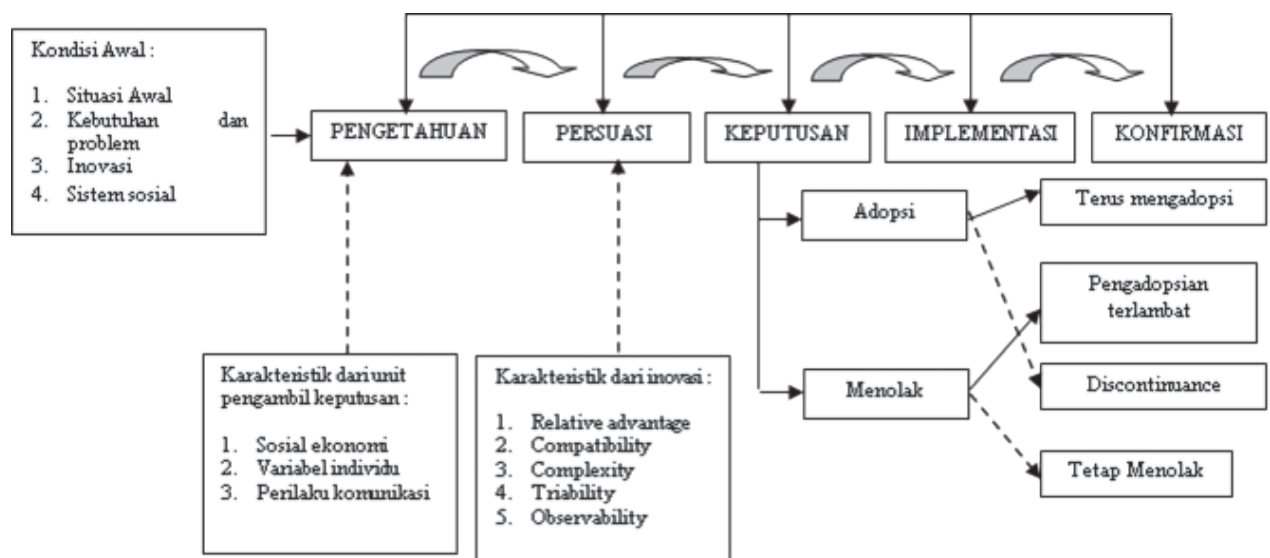 Kondisi Awal :
1. Situasi Awal
2. Kebutuhan dan
problem
3. Inovasi
4. Sistem sosial
PENGETAHUAN
PERSUASI
KEPUTUSAN
IMPLEMENTASI
KONFIRMASI
Adopsi
Terus mengadopsi
Pengadopsian
terlambat
Menolak
Discontinuance
Tetap Menolak
Karakteristik dari unit
pengambil keputusan :
1. Sosial ekonomi
2. Variabel individu
3. Perilaku komunikasi
Karakteristik dari inovasi :
1. Relative advantage
2. Compatibility
3. Complexity
4. Triability
5. Observability